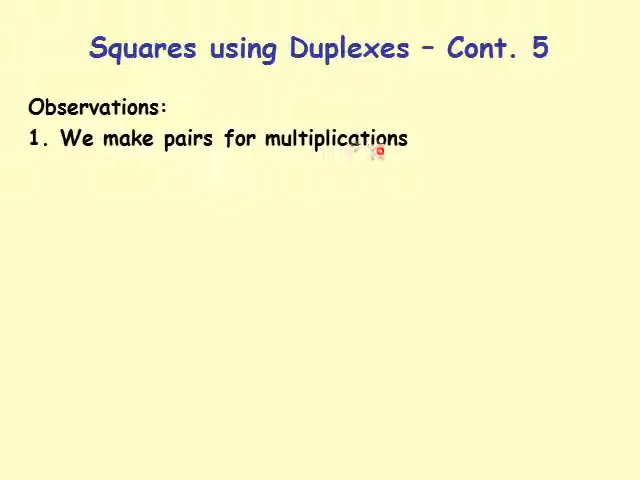 Squares using Duplexes – Cont. 5
Observations:
1. We make pairs for multiplications